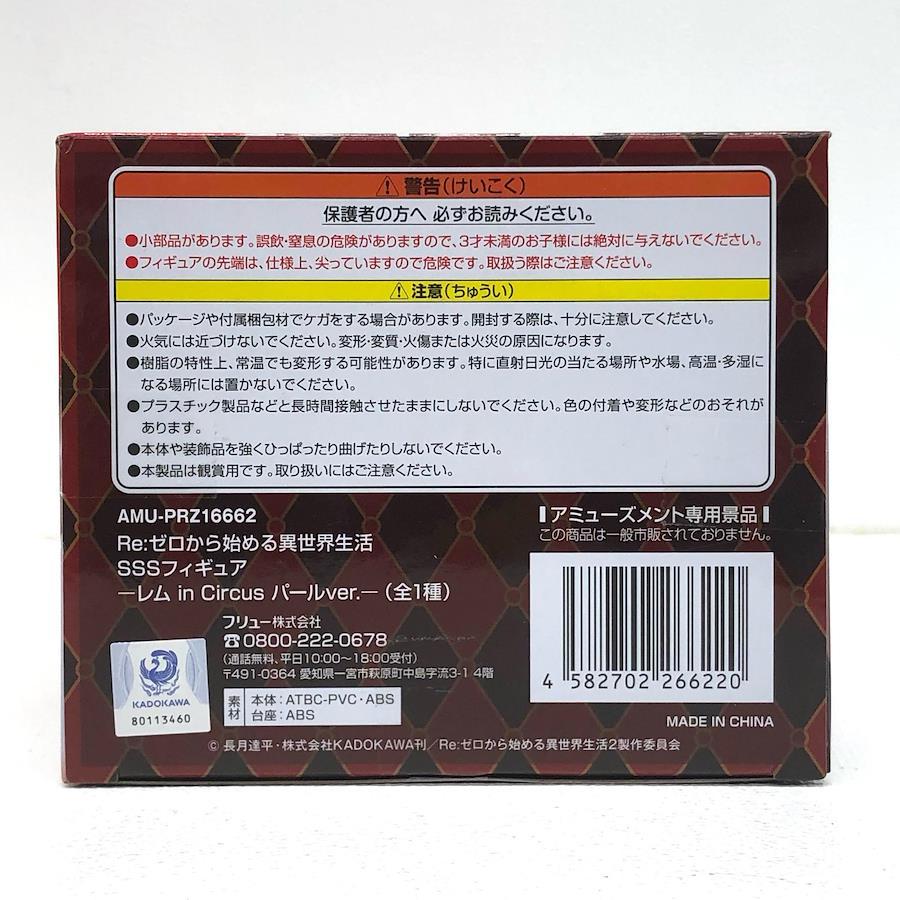 ⚠警告(けいこく)
保護者の方へ 必ずお読みください。
●小部品があります。誤飲・窒息の危険がありますので、3才未満のお子様には絶対に与えないでください。
●フィギュアの先端は、仕様上、尖っていますので危険です。取扱う際はご注意ください。
⚠注意(ちゅうい)
●パッケージや付属梱包材でケガをする場合があります。開封する際は、十分に注意してください。
●火気には近づけないでください。変形・変質・火傷または火災の原因になります。
●樹脂の特性上、常温でも変形する可能性があります。特に直射日光の当たる場所や水場、高温・多湿に
なる場所には置かないでください。
●プラスチック製品などと長時間接触させたままにしないでください。色の付着や変形などのおそれが
あります。
●本体や装飾品を強くひっぱったり曲げたりしないでください。
●本製品は観賞用です。取り扱いにはご注意ください。
AMU-PRZ16662
Re:ゼロから始める異世界生活
SSSフィギュア
―レム in Circus パールver.―(全1種)
フリュー株式会社
☎0800-222-0678
(通話無料、平日10:00〜18:00受付)
〒491-0364 愛知県一宮市萩原町中島字流3-1 4階
素材
本体:ATBC-PVC・ABS
台座:ABS
KADOKAWA
80113460
アミューズメント専用景品
この商品は一般市販されておりません。
4 582702 266220
MADE IN CHINA
© 長月達平・株式会社KADOKAWA刊/Re:ゼロから始める異世界生活2製作委員会